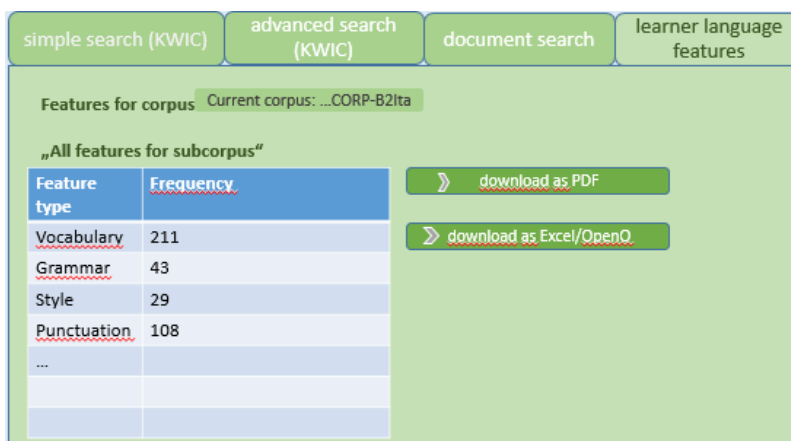 simple search (KWIC)
advanced search
(KWIC)
document search
learner language
features
Features for corpus
Current corpus: ...CORP-B2Ita
„All features for subcorpus“
Feature
type
Frequency
download as PDF
Vocabulary 211
download as Excel/OpenO
Grammar 43
Style 29
Punctuation 108
...